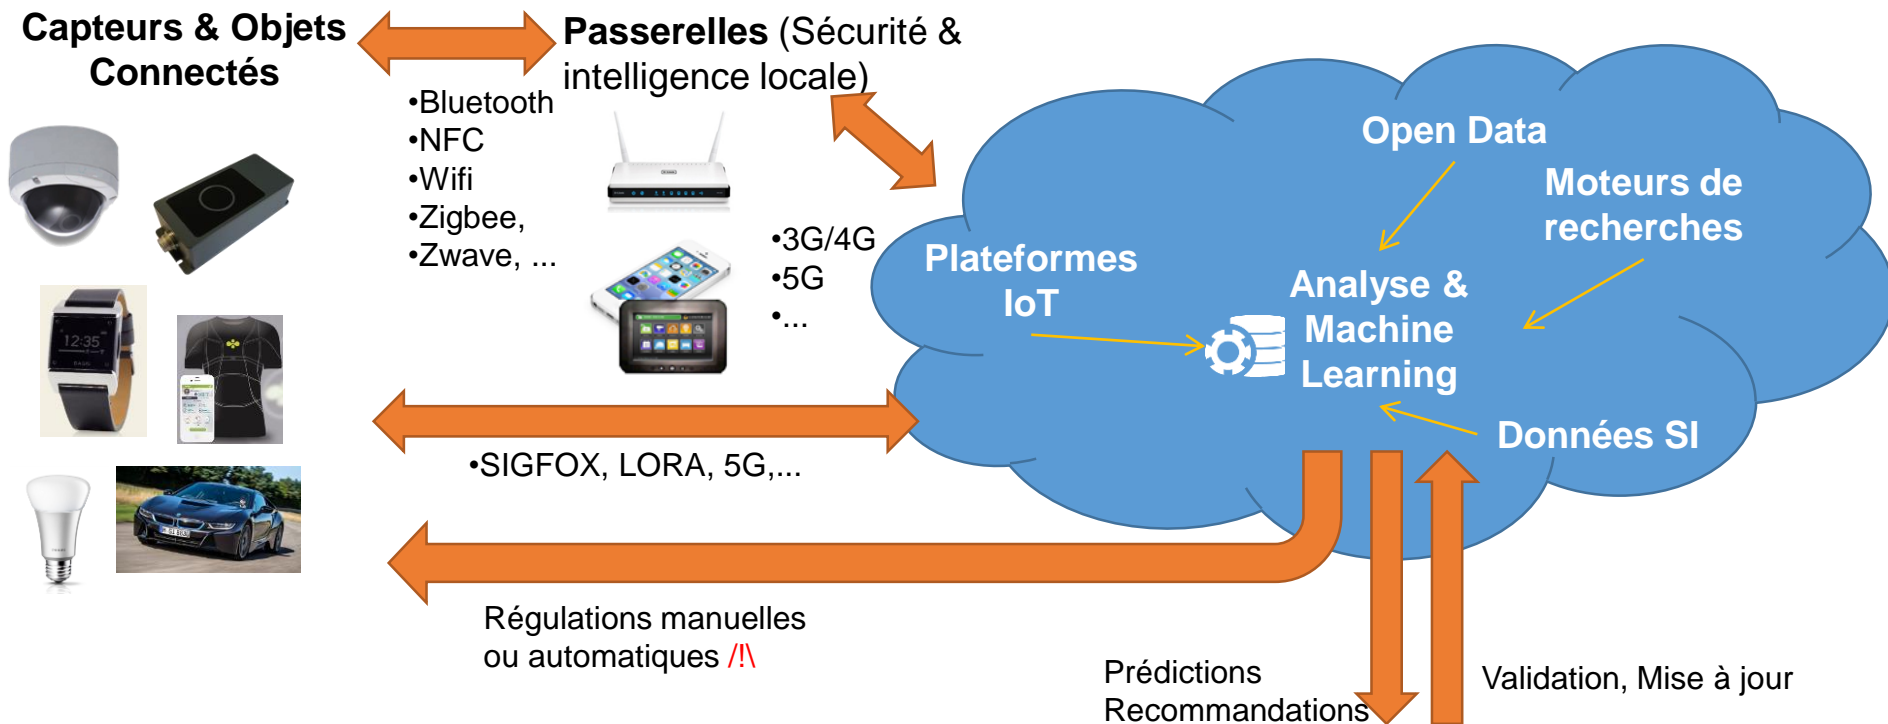 Capteurs & Objets
Connectés
Passerelles (Sécurité &
intelligence locale)
•Bluetooth
•NFC
•Wifi
•Zigbee,
•Zwave, ...
•3G/4G
•5G
•...
12:35
Open Data
Moteurs de
recherches
Plateformes
IoT
Analyse &
Machine
Learning
Données SI
•SIGFOX, LORA, 5G,...
Régulations manuelles
ou automatiques /!\
Prédictions
Recommandations
Validation, Mise à jour